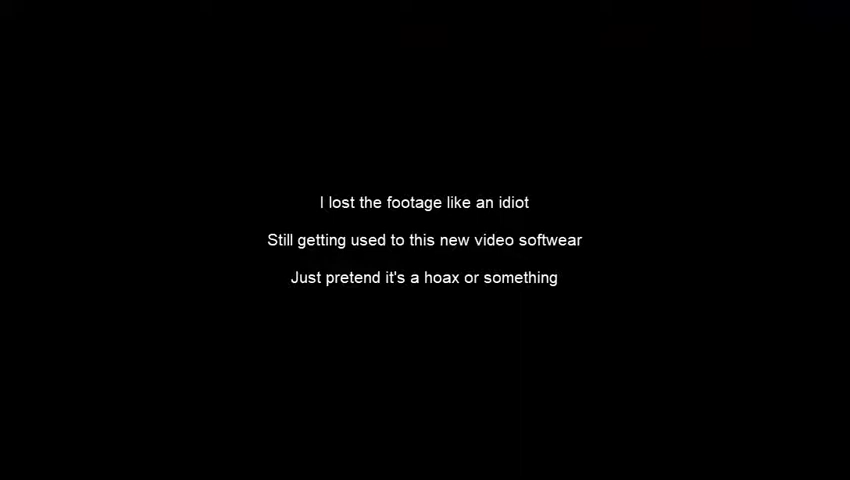 I lost the footage like an idiot
Still getting used to this new video softwear
Just pretend it's a hoax or something